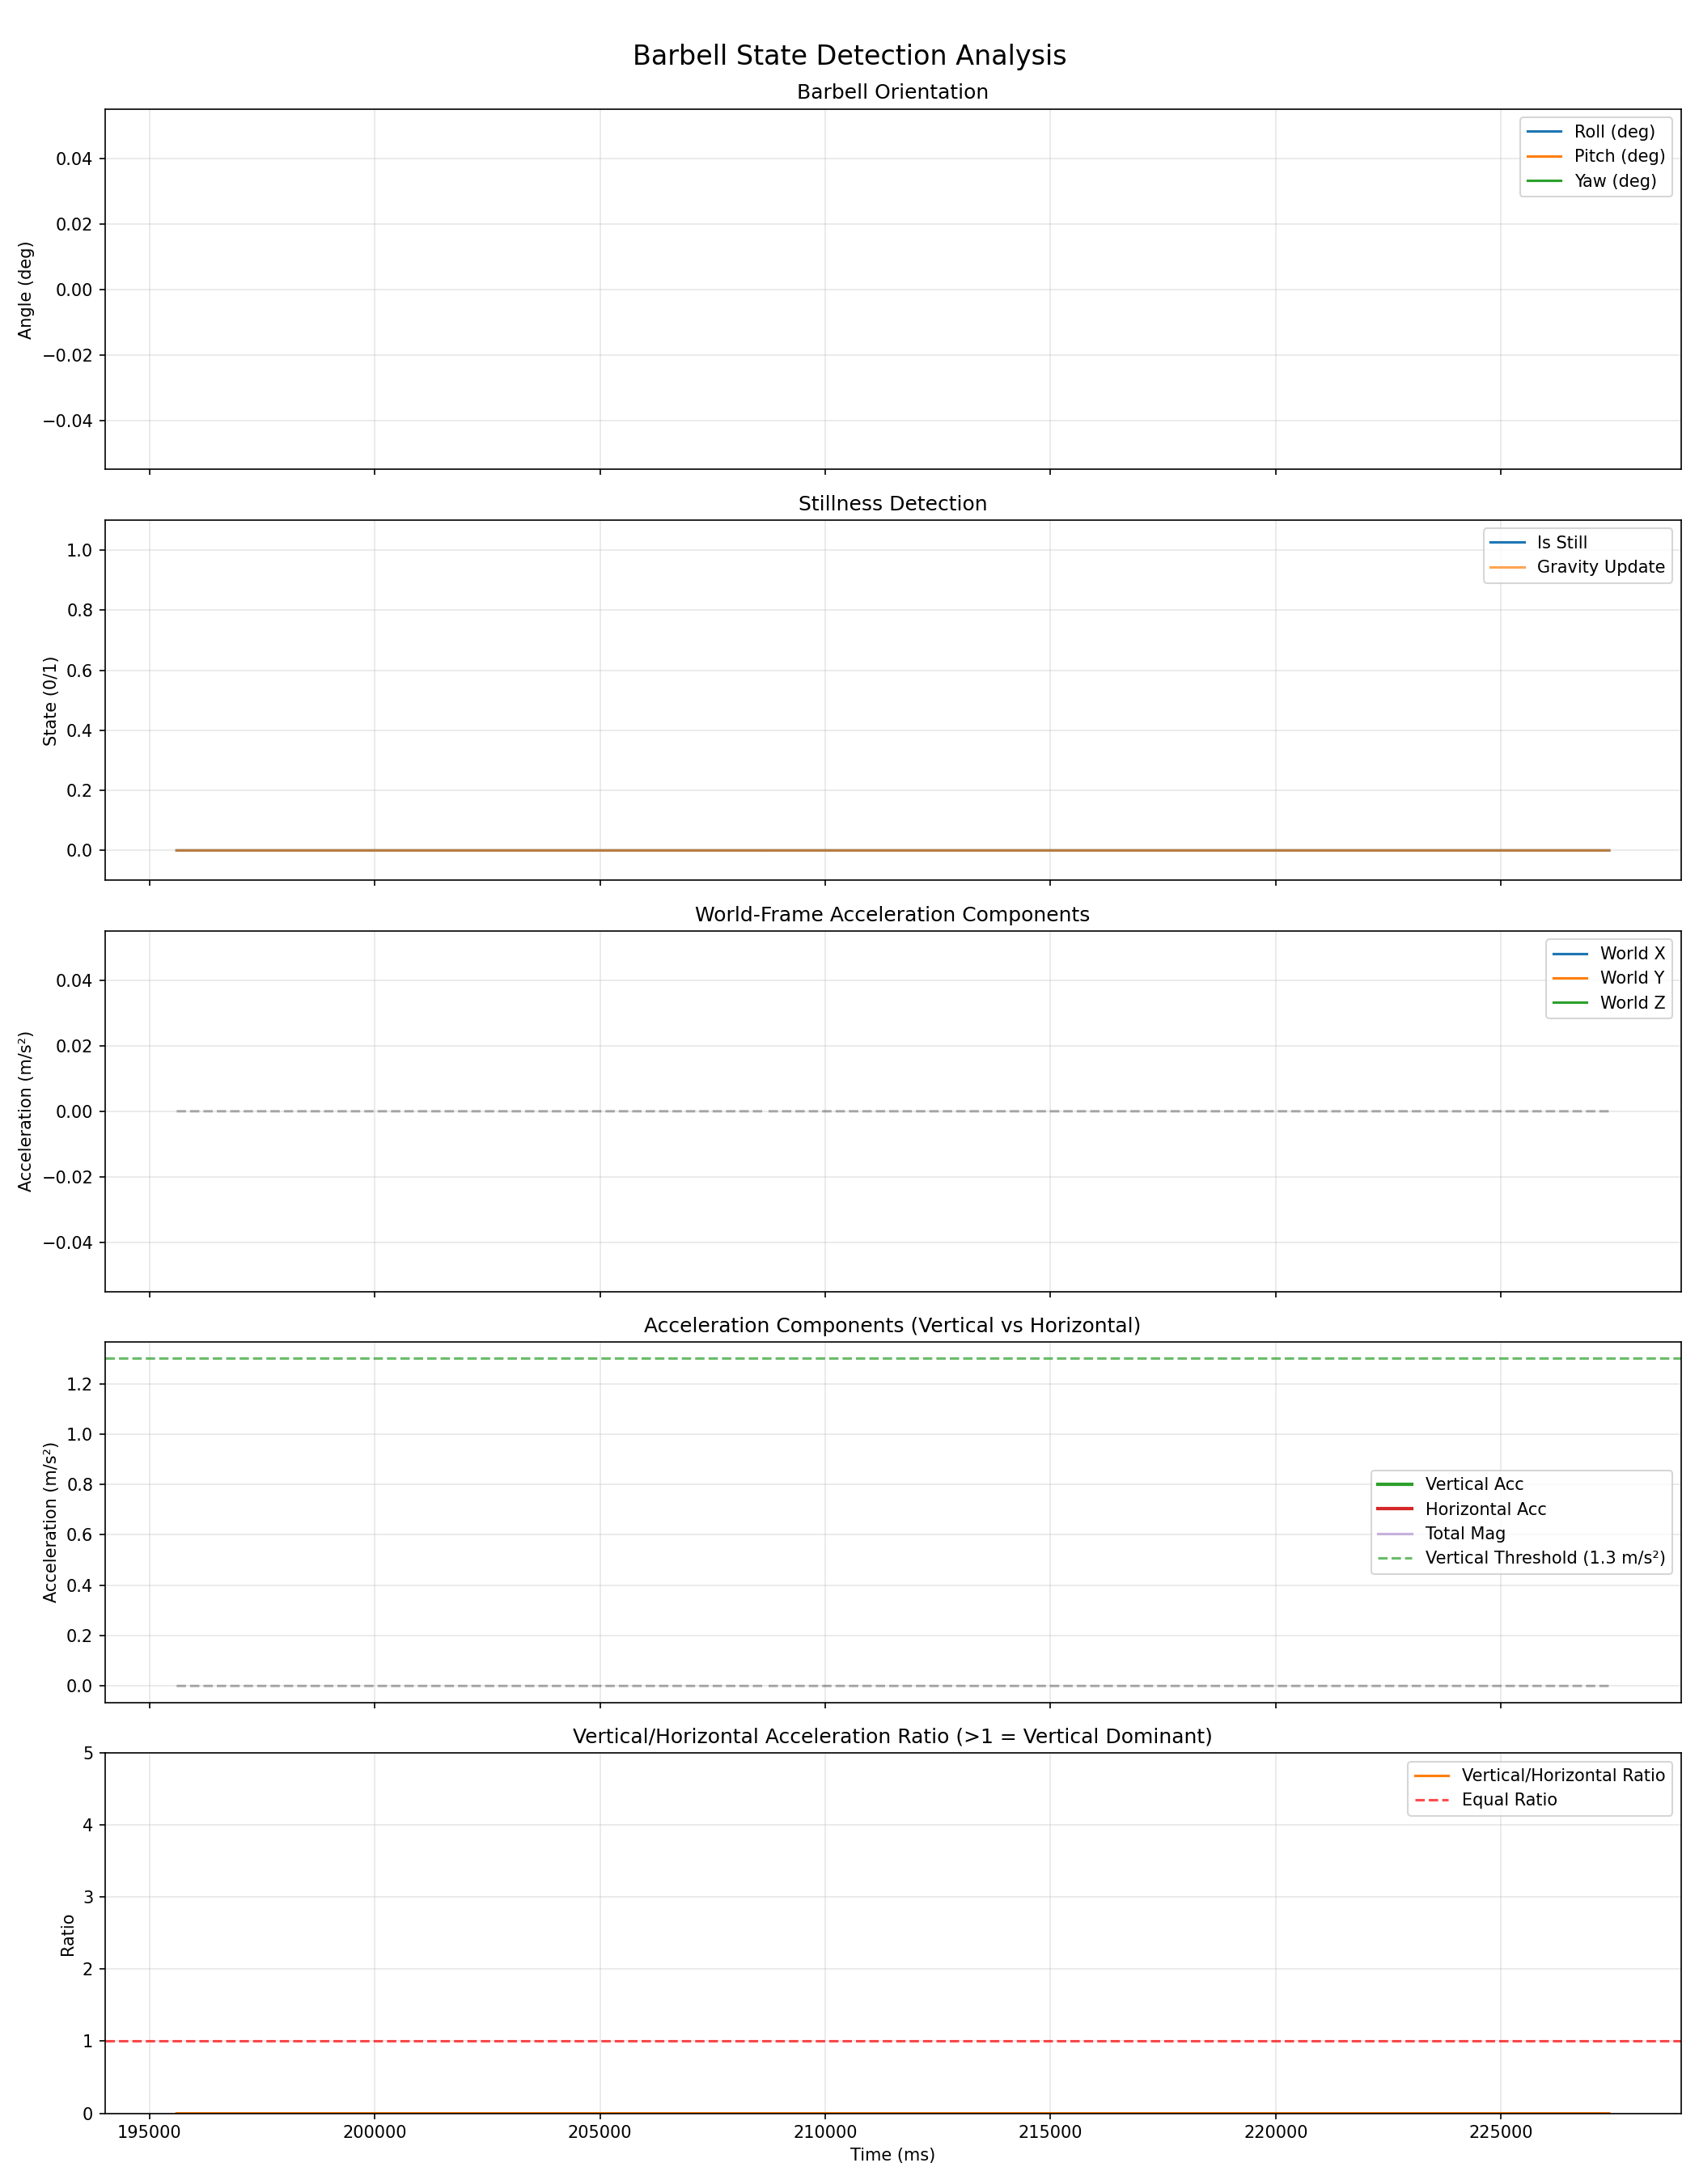 Barbell State Detection Analysis
Barbell Orientation
Roll (deg)
Pitch (deg)
Yaw (deg)
Angle (deg)
0.04
0.02
0.00
−0.02
−0.04
Stillness Detection
Is Still
Gravity Update
State (0/1)
1.0
0.8
0.6
0.4
0.2
0.0
World-Frame Acceleration Components
World X
World Y
World Z
Acceleration (m/s²)
0.04
0.02
0.00
−0.02
−0.04
Acceleration Components (Vertical vs Horizontal)
Vertical Acc
Horizontal Acc
Total Mag
Vertical Threshold (1.3 m/s²)
Acceleration (m/s²)
1.2
1.0
0.8
0.6
0.4
0.2
0.0
Vertical/Horizontal Acceleration Ratio (>1 = Vertical Dominant)
Vertical/Horizontal Ratio
Equal Ratio
Ratio
5
4
3
2
1
0
195000 200000 205000 210000 215000 220000 225000
Time (ms)